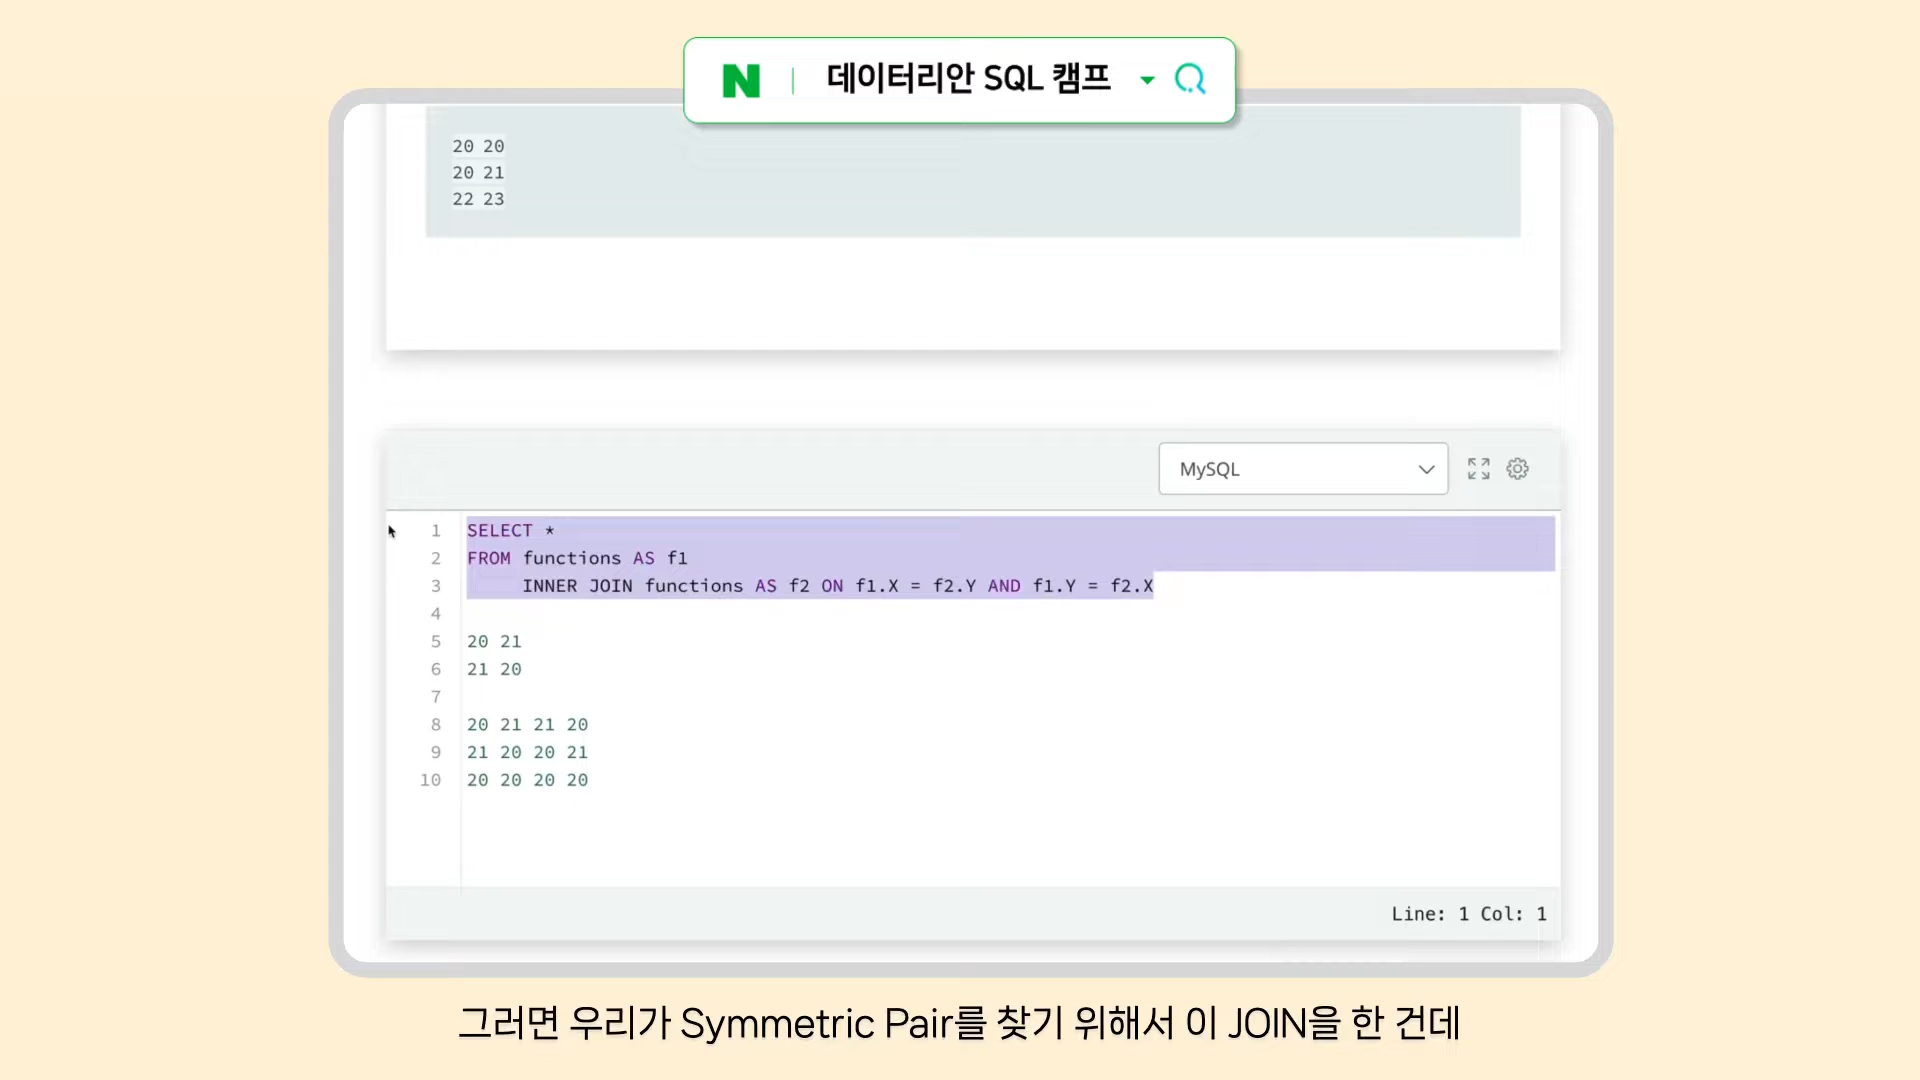 N 데이터리안 SQL 캠프
20 20
20 21
22 23
MySQL
1 SELECT *
2 FROM functions AS f1
3 INNER JOIN functions AS f2 ON f1.X = f2.Y AND f1.Y = f2.X
4
5 20 21
6 21 20
7
8 20 21 21 20
9 21 20 20 21
10 20 20 20 20
Line: 1 Col: 1
그러면 우리가 Symmetric Pair를 찾기 위해서 이 JOIN을 한 건데